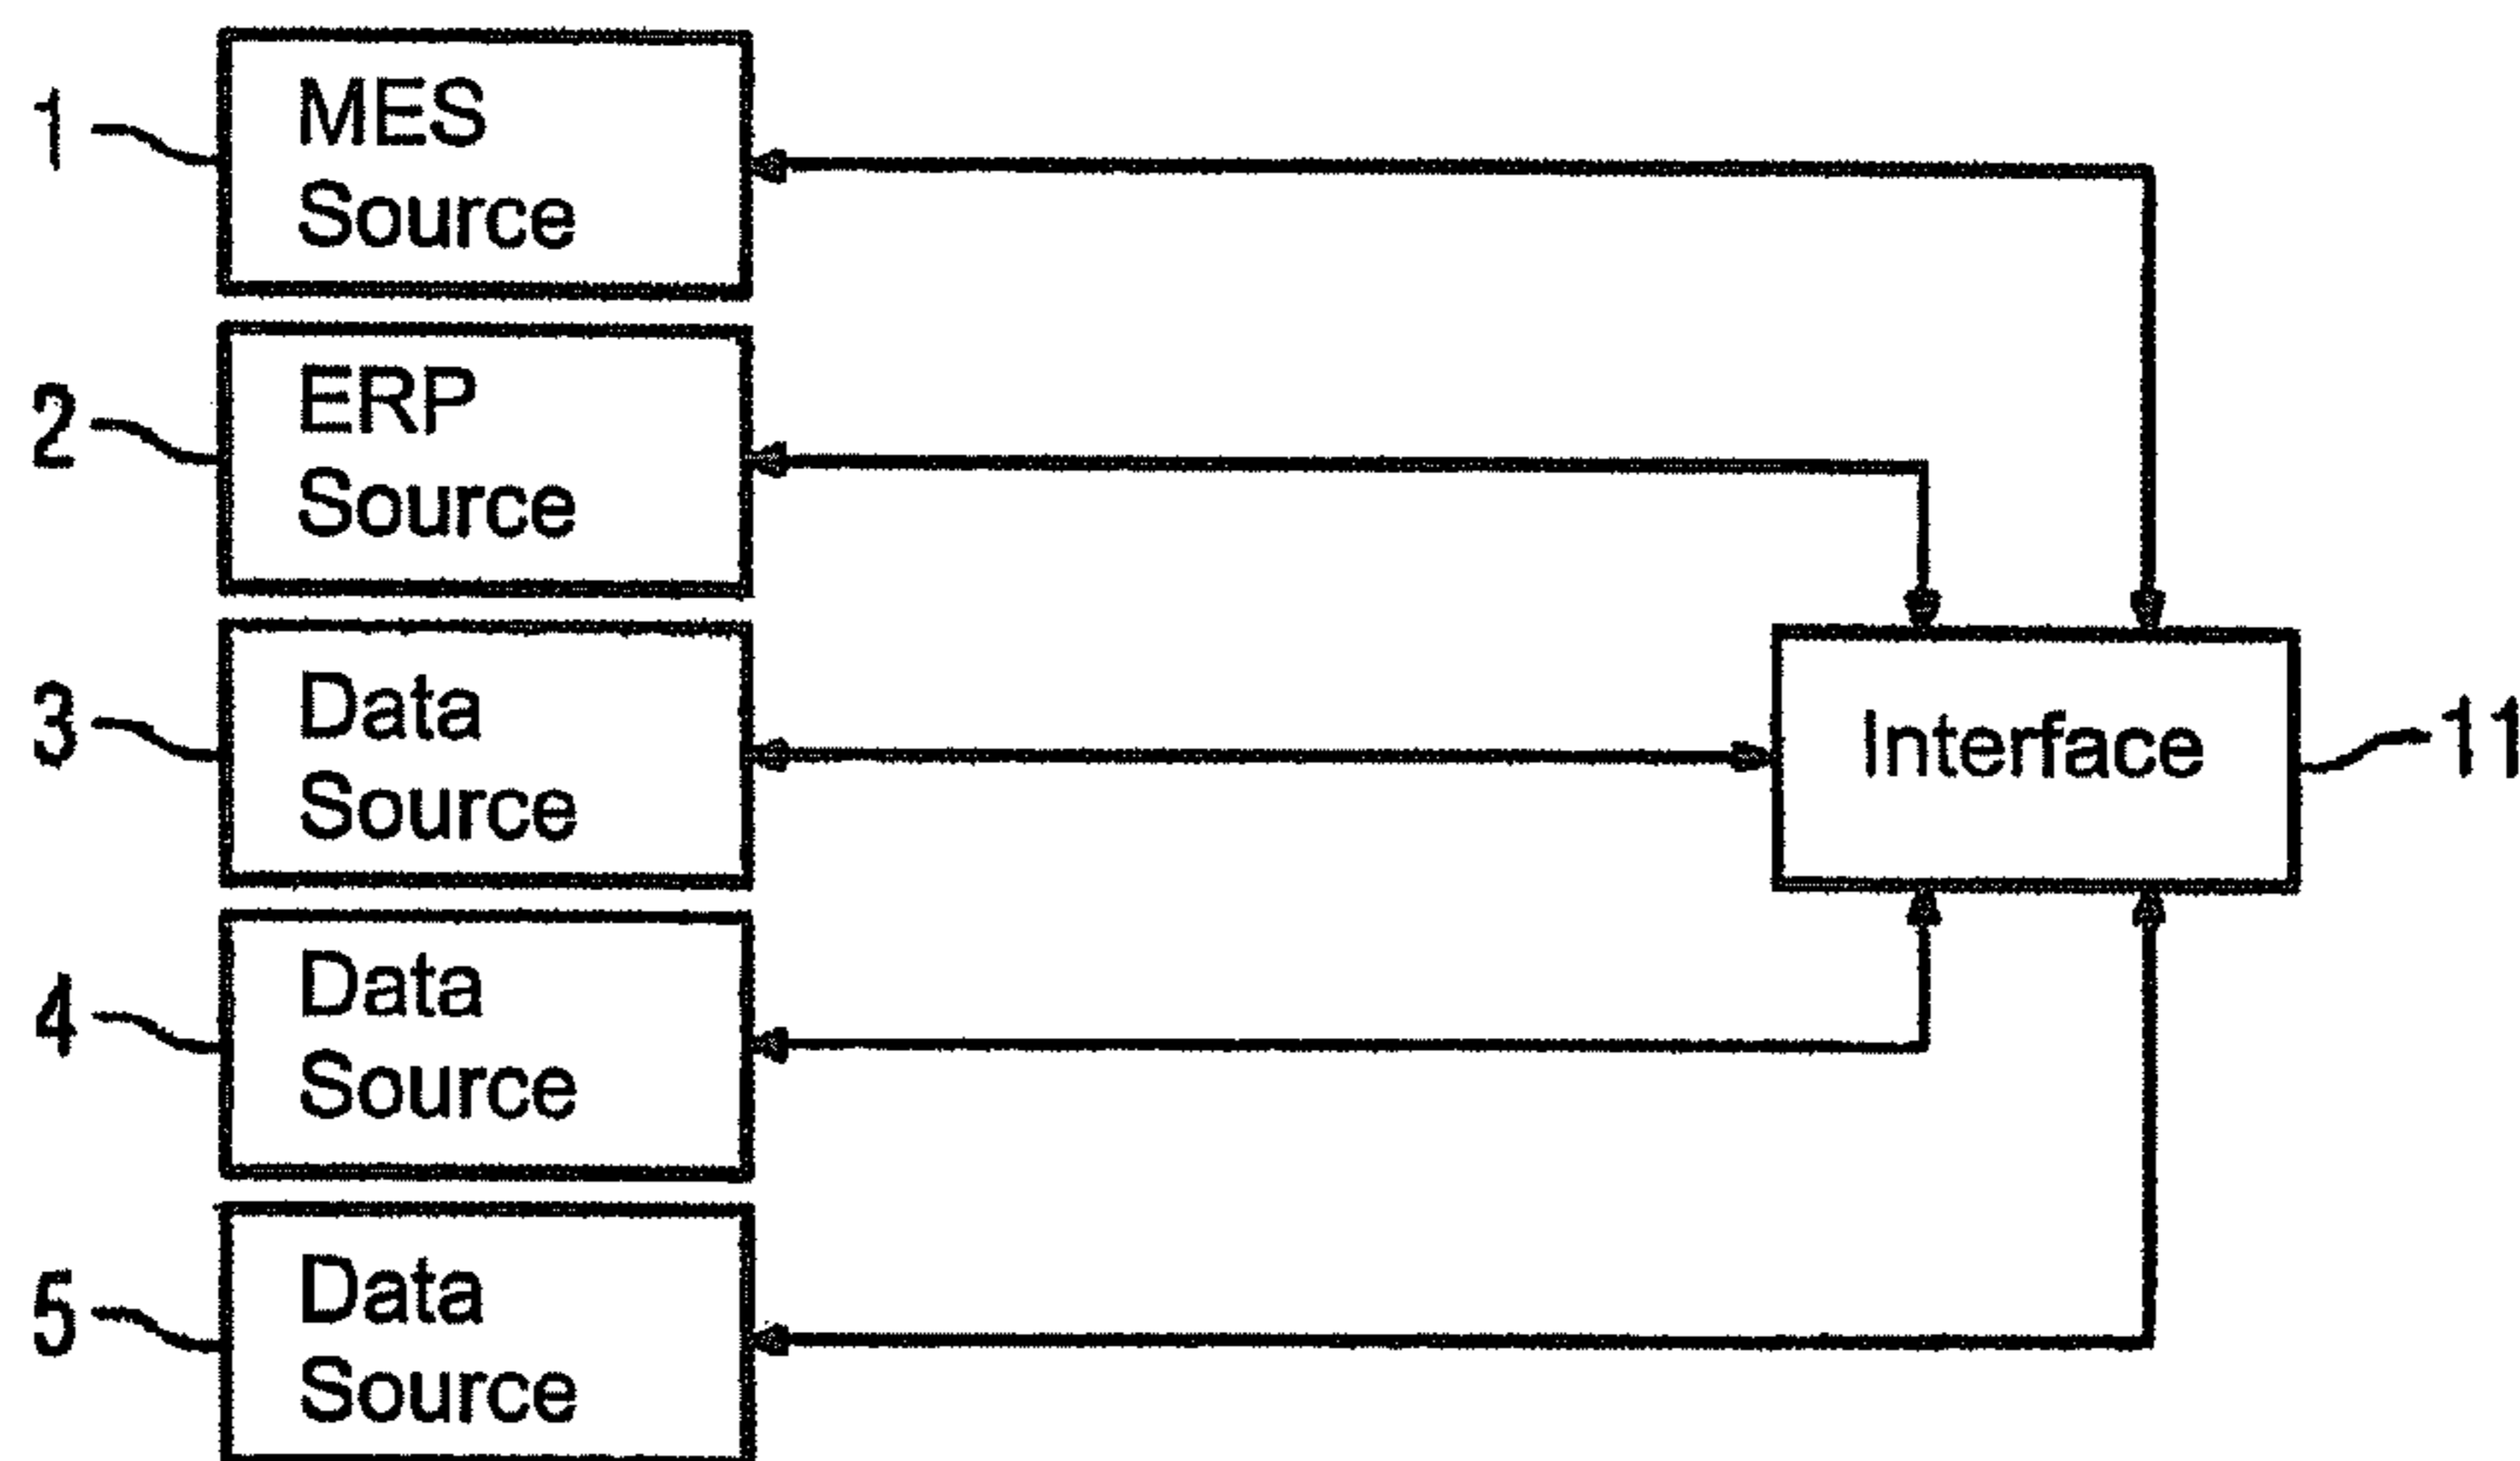 1
MES
Source
2
ERP
Source
3
Data
Source
Interface
11
4
Data
Source
5
Data
Source